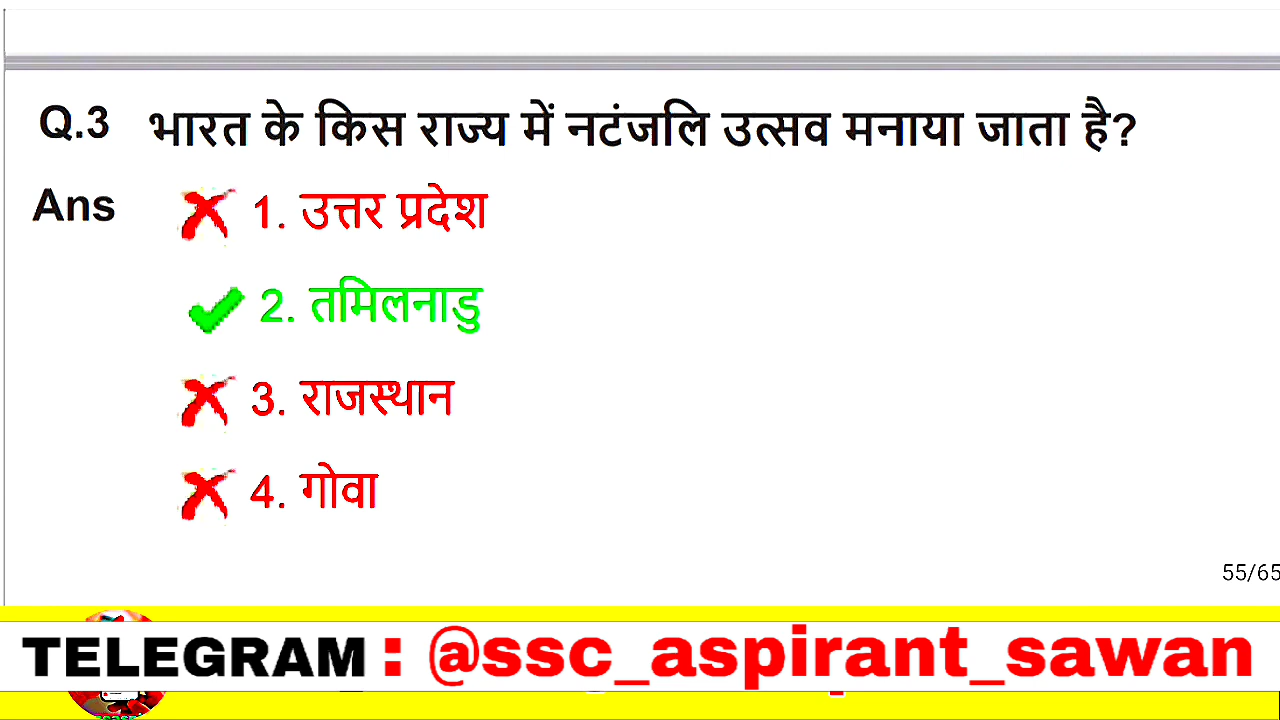 Q.3 भारत के किस राज्य में नटंजलि उत्सव मनाया जाता है?
Ans 1. उत्तर प्रदेश
2. तमिलनाडु
3. राजस्थान
4. गोवा
55/65
TELEGRAM : @ssc_aspirant_sawan